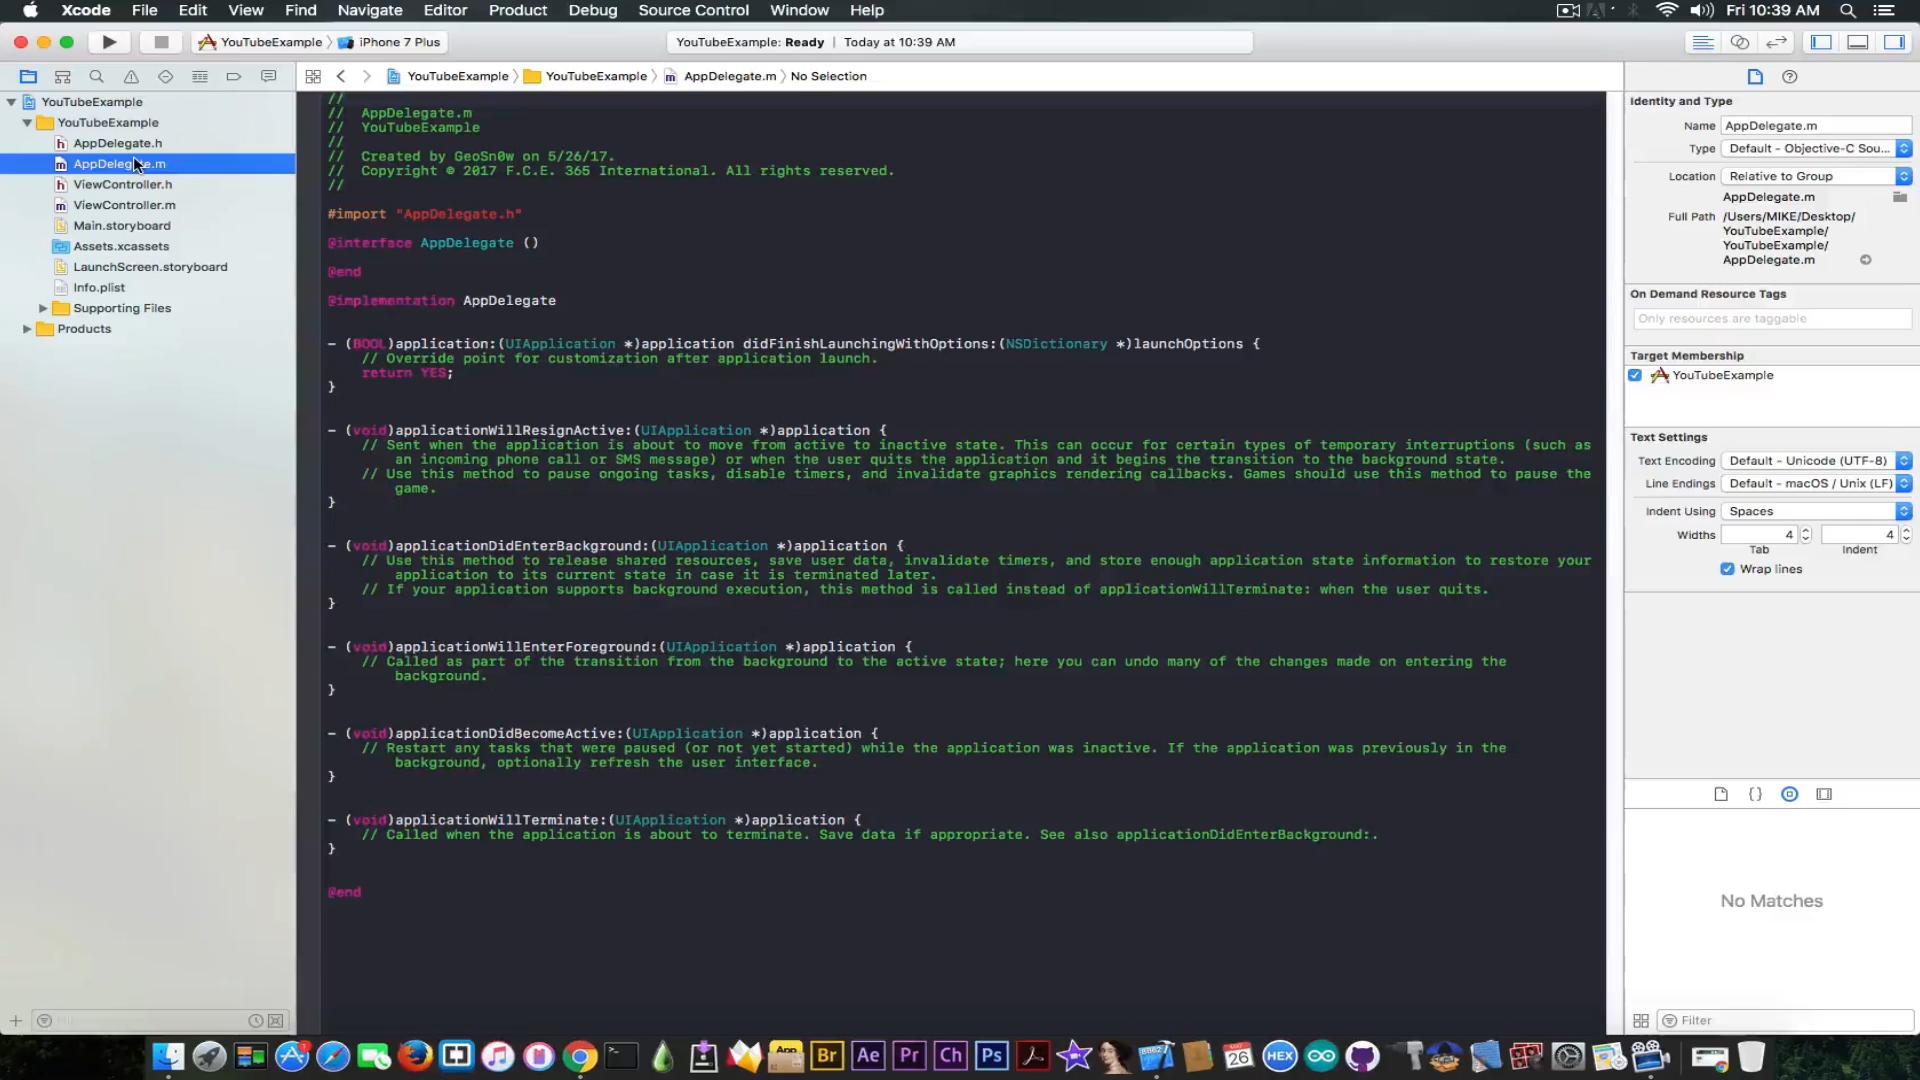 Xcode File Edit View Find Navigate Editor Product Debug Source Control Window Help Fri 10:39 AM
YouTubeExample iPhone 7 Plus YouTubeExample: Ready Today at 10:39 AM
YouTubeExample YouTubeExample AppDelegate.m No Selection
YouTubeExample
YouTubeExample
AppDelegate.h
AppDelegate.m
ViewController.h
ViewController.m
Main.storyboard
Assets.xcassets
LaunchScreen.storyboard
Info.plist
Supporting Files
Products
//
// AppDelegate.m
// YouTubeExample
//
// Created by GeoSn0w on 5/26/17.
// Copyright © 2017 F.C.E. 365 International. All rights reserved.
//
#import "AppDelegate.h"
@interface AppDelegate ()
@end
@implementation AppDelegate
- (BOOL)application:(UIApplication *)application didFinishLaunchingWithOptions:(NSDictionary *)launchOptions {
// Override point for customization after application launch.
return YES;
}
- (void)applicationWillResignActive:(UIApplication *)application {
// Sent when the application is about to move from active to inactive state. This can occur for certain types of temporary interruptions (such as
an incoming phone call or SMS message) or when the user quits the application and it begins the transition to the background state.
// Use this method to pause ongoing tasks, disable timers, and invalidate graphics rendering callbacks. Games should use this method to pause the
game.
}
- (void)applicationDidEnterBackground:(UIApplication *)application {
// Use this method to release shared resources, save user data, invalidate timers, and store enough application state information to restore your
application to its current state in case it is terminated later.
// If your application supports background execution, this method is called instead of applicationWillTerminate: when the user quits.
}
- (void)applicationWillEnterForeground:(UIApplication *)application {
// Called as part of the transition from the background to the active state; here you can undo many of the changes made on entering the
background.
}
- (void)applicationDidBecomeActive:(UIApplication *)application {
// Restart any tasks that were paused (or not yet started) while the application was inactive. If the application was previously in the
background, optionally refresh the user interface.
}
- (void)applicationWillTerminate:(UIApplication *)application {
// Called when the application is about to terminate. Save data if appropriate. See also applicationDidEnterBackground:.
}
@end
Identity and Type
Name AppDelegate.m
Type Default - Objective-C Sou...
Location Relative to Group
AppDelegate.m
Full Path /Users/MIKE/Desktop/
YouTubeExample/
YouTubeExample/
AppDelegate.m
On Demand Resource Tags
Only resources are taggable
Target Membership
YouTubeExample
Text Settings
Text Encoding Default - Unicode (UTF-8)
Line Endings Default - macOS / Unix (LF)
Indent Using Spaces
Widths 4 4
Tab Indent
Wrap lines
{}
No Matches
Filter
App Br Ae Pr Ch Ps 26 HEX